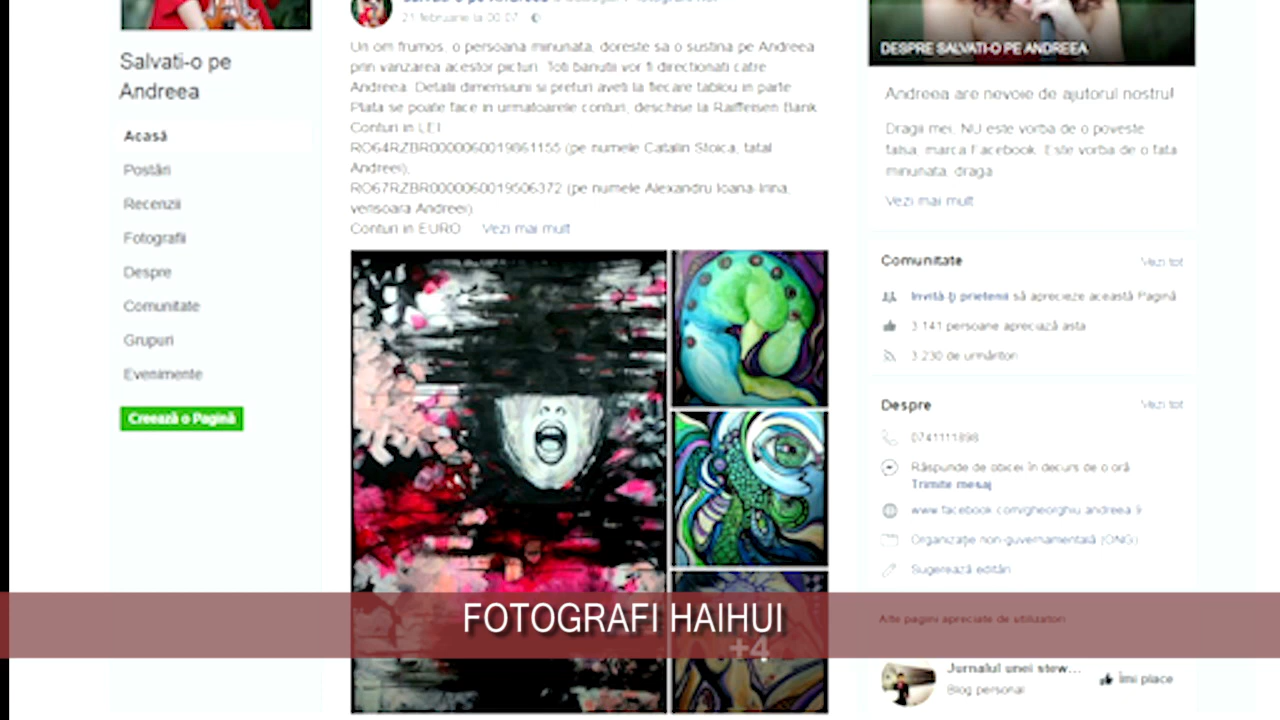 Salvati-o pe
Andreea
Acasă
Postări
Recenzii
Fotografii
Despre
Comunitate
Grupuri
Evenimente
Creează o Pagină
21 februarie la 00:07
Un om frumos, o persoana minunata, doreste sa o sustina pe Andreea
prin vanzarea acestor picturi. Toti banutii vor fi directionati catre
Andreea. Detalii dimensiuni si preturi aveti la fiecare tablou in parte
Plata se poate face in urmatoarele conturi, deschise la Raiffeisen Bank
Conturi in LEI
RO64RZBR0000060019861155 (pe numele Catalin Stoica, tatal
Andreei),
RO67RZBR0000060019506372 (pe numele Alexandru Ioana-Irina,
verisoara Andreei)
Conturi in EURO Vezi mai mult
+4
DESPRE SALVATI-O PE ANDREEA
Andreea are nevoie de ajutorul nostru!
Dragii mei, NU este vorba de o poveste
falsa, marca Facebook. Este vorba de o fata
minunata, draga
Vezi mai mult
Comunitate Vezi tot
Invită-ți prietenii să aprecieze această Pagină
3.141 persoane apreciază asta
3.230 de urmăritori
Despre Vezi tot
0741111898
Răspunde de obicei în decurs de o oră
Trimite mesaj
www.facebook.com/gheorghiu.andreea.9
Organizație non-guvernamentală (ONG)
Sugerează editări
Alte pagini apreciate de utilizatori
Jurnalul unei stew...
Blog personal
Îmi place
FOTOGRAFI HAIHUI